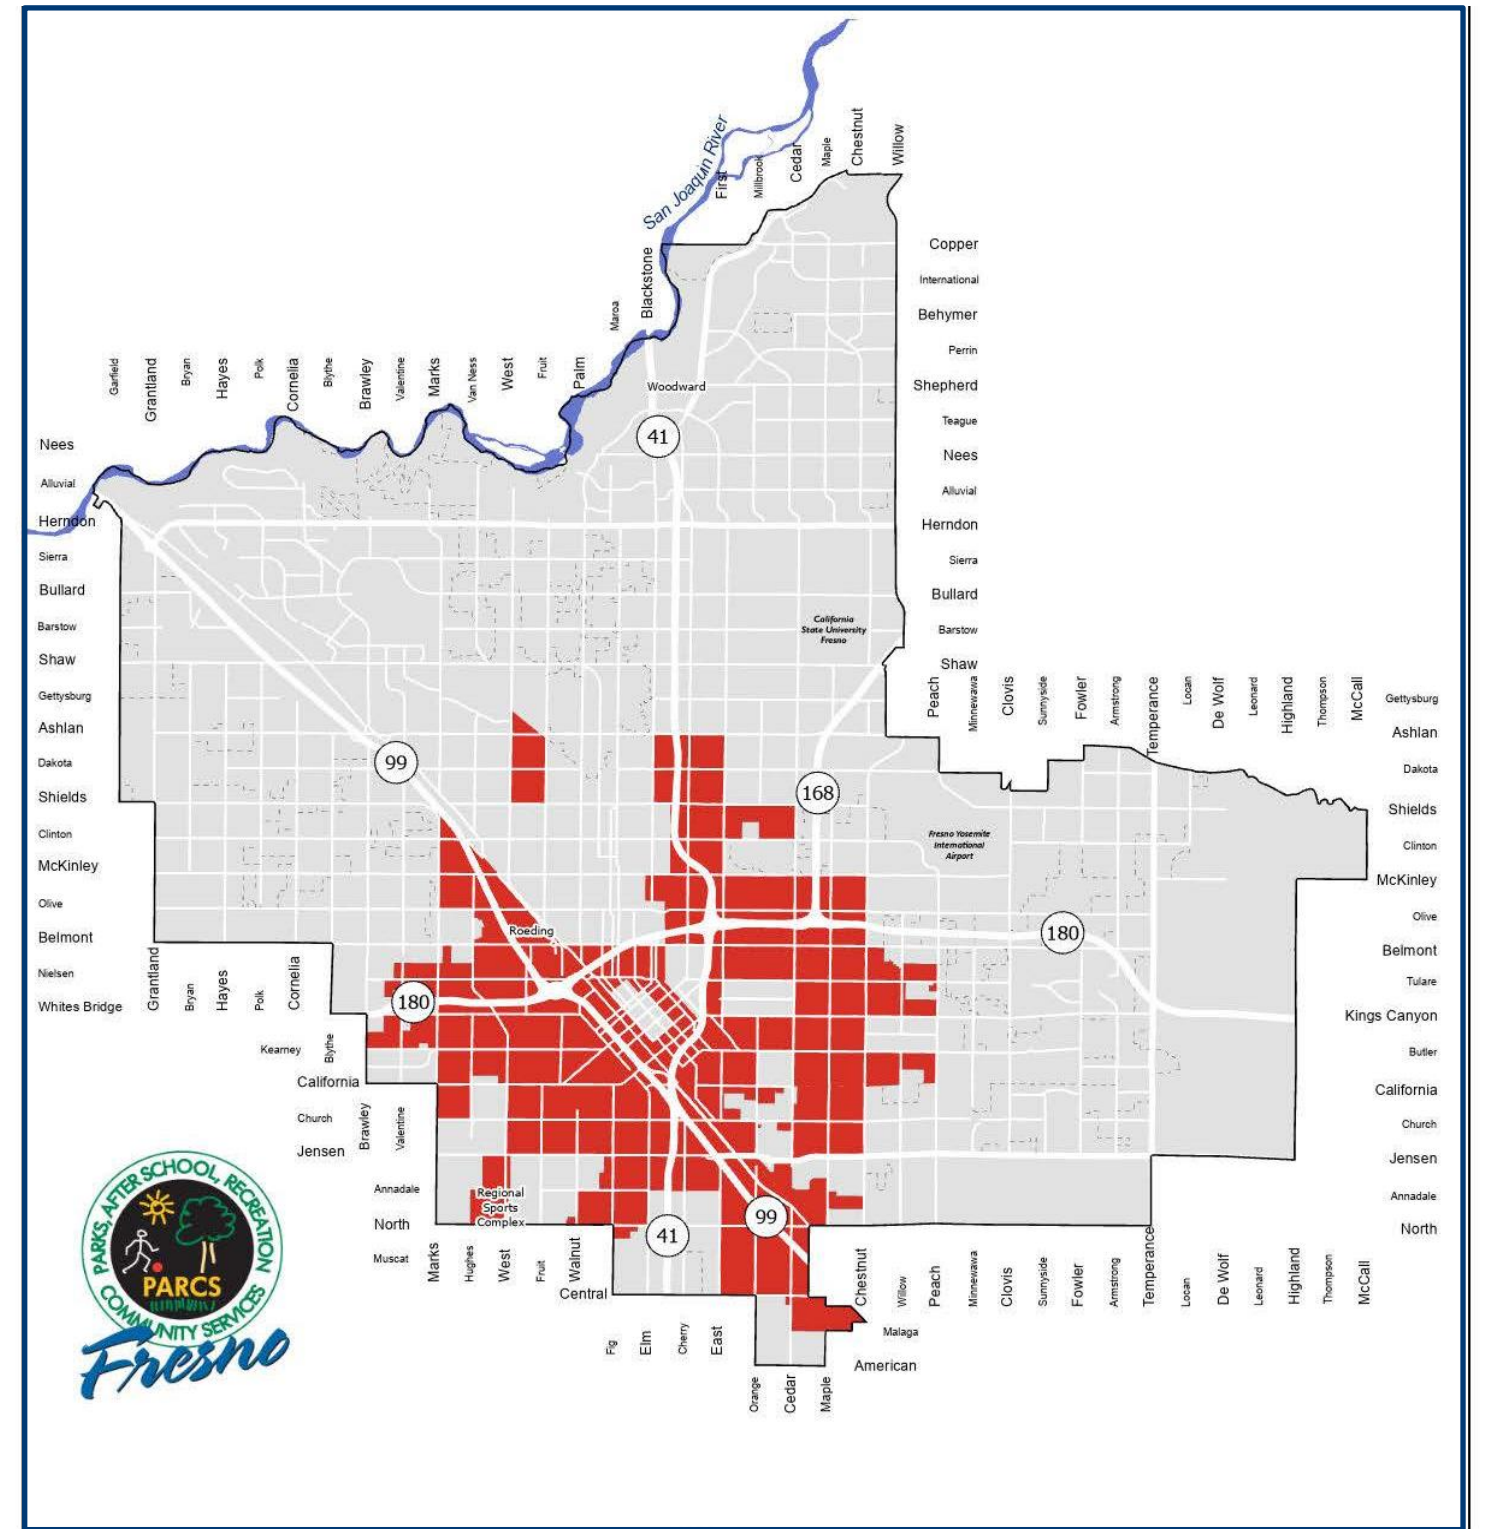 San Joaquin River
First
Millbrook
Cedar
Maple
Chestnut
Willow
Copper
International
Behymer
Perrin
Shepherd
Teague
Nees
Alluvial
Herndon
Sierra
Bullard
Barstow
Shaw
Maroa
Blackstone
Woodward
41
Garfield
Grantland
Bryan
Hayes
Polk
Cornelia
Blythe
Brawley
Valentine
Marks
Van Ness
West
Fruit
Palm
Nees
Alluvial
Herndon
Sierra
Bullard
Barstow
Shaw
Gettysburg
Ashlan
Dakota
Shields
Clinton
McKinley
Olive
Belmont
Nielsen
Whites Bridge
California
State University
Fresno
Peach
Minnewawa
Clovis
Sunnyside
Fowler
Armstrong
Temperance
Locan
De Wolf
Leonard
Highland
Thompson
McCall
Gettysburg
Ashlan
Dakota
Shields
Clinton
McKinley
Olive
Belmont
Tulare
Kings Canyon
Butler
California
Church
Jensen
Annadale
North
99
168
Fresno Yosemite
International
Airport
Roeding
180
180
Grantland
Bryan
Hayes
Polk
Cornelia
Kearney
Blythe
California
Church
Brawley
Valentine
Jensen
Annadale
North
Muscat
Regional
Sports
Complex
99
41
Marks
Hughes
West
Fruit
Walnut
Central
Fig
Elm
Cherry
East
Orange
Cedar
Maple
American
Malaga
Chestnut
Willow
Peach
Minnewawa
Clovis
Sunnyside
Fowler
Armstrong
Temperance
Locan
De Wolf
Leonard
Highland
Thompson
McCall
PARKS, AFTER SCHOOL, RECREATION
PARCS
COMMUNITY SERVICES
Fresno